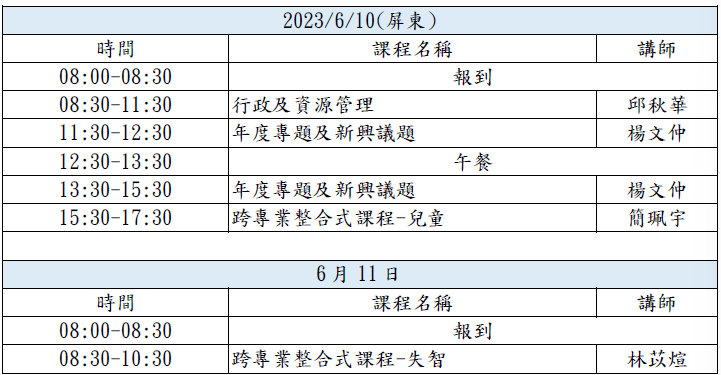 2023/6/10(屏東)
時間 課程名稱 講師
08:00-08:30 報到
08:30-11:30 行政及資源管理 邱秋華
11:30-12:30 年度專題及新興議題 楊文仲
12:30-13:30 午餐
13:30-15:30 年度專題及新興議題 楊文仲
15:30-17:30 跨專業整合式課程-兒童 簡珮宇
6月11日
時間 課程名稱 講師
08:00-08:30 報到
08:30-10:30 跨專業整合式課程-失智 林苡煊